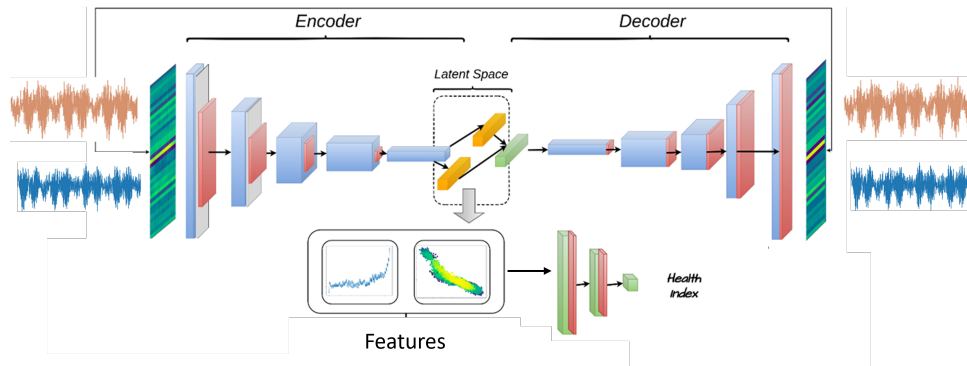 Encoder
Decoder
Latent Space
Health
index
Features